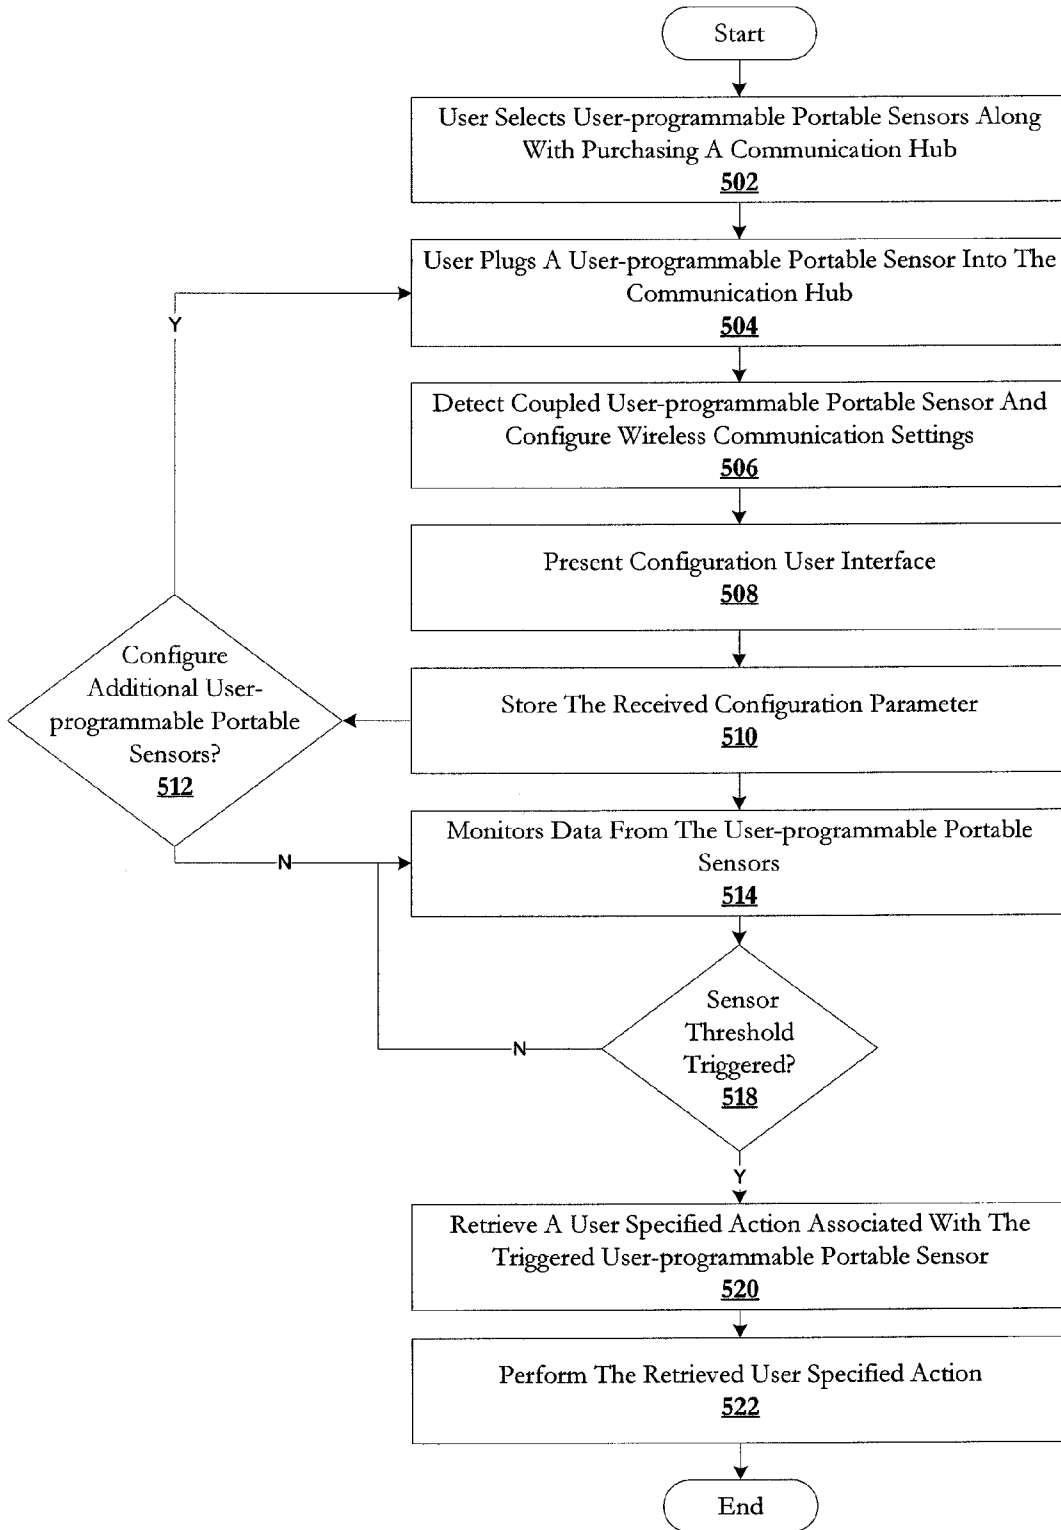 Start
User Selects User-programmable Portable Sensors Along
With Purchasing A Communication Hub
502
User Plugs A User-programmable Portable Sensor Into The
Communication Hub
504
Y
Detect Coupled User-programmable Portable Sensor And
Configure Wireless Communication Settings
506
Present Configuration User Interface
508
Configure
Additional User-
programmable Portable
Sensors?
512
Store The Received Configuration Parameter
510
N
Monitors Data From The User-programmable Portable
Sensors
514
Sensor
Threshold
Triggered?
518
N
Y
Retrieve A User Specified Action Associated With The
Triggered User-programmable Portable Sensor
520
Perform The Retrieved User Specified Action
522
End